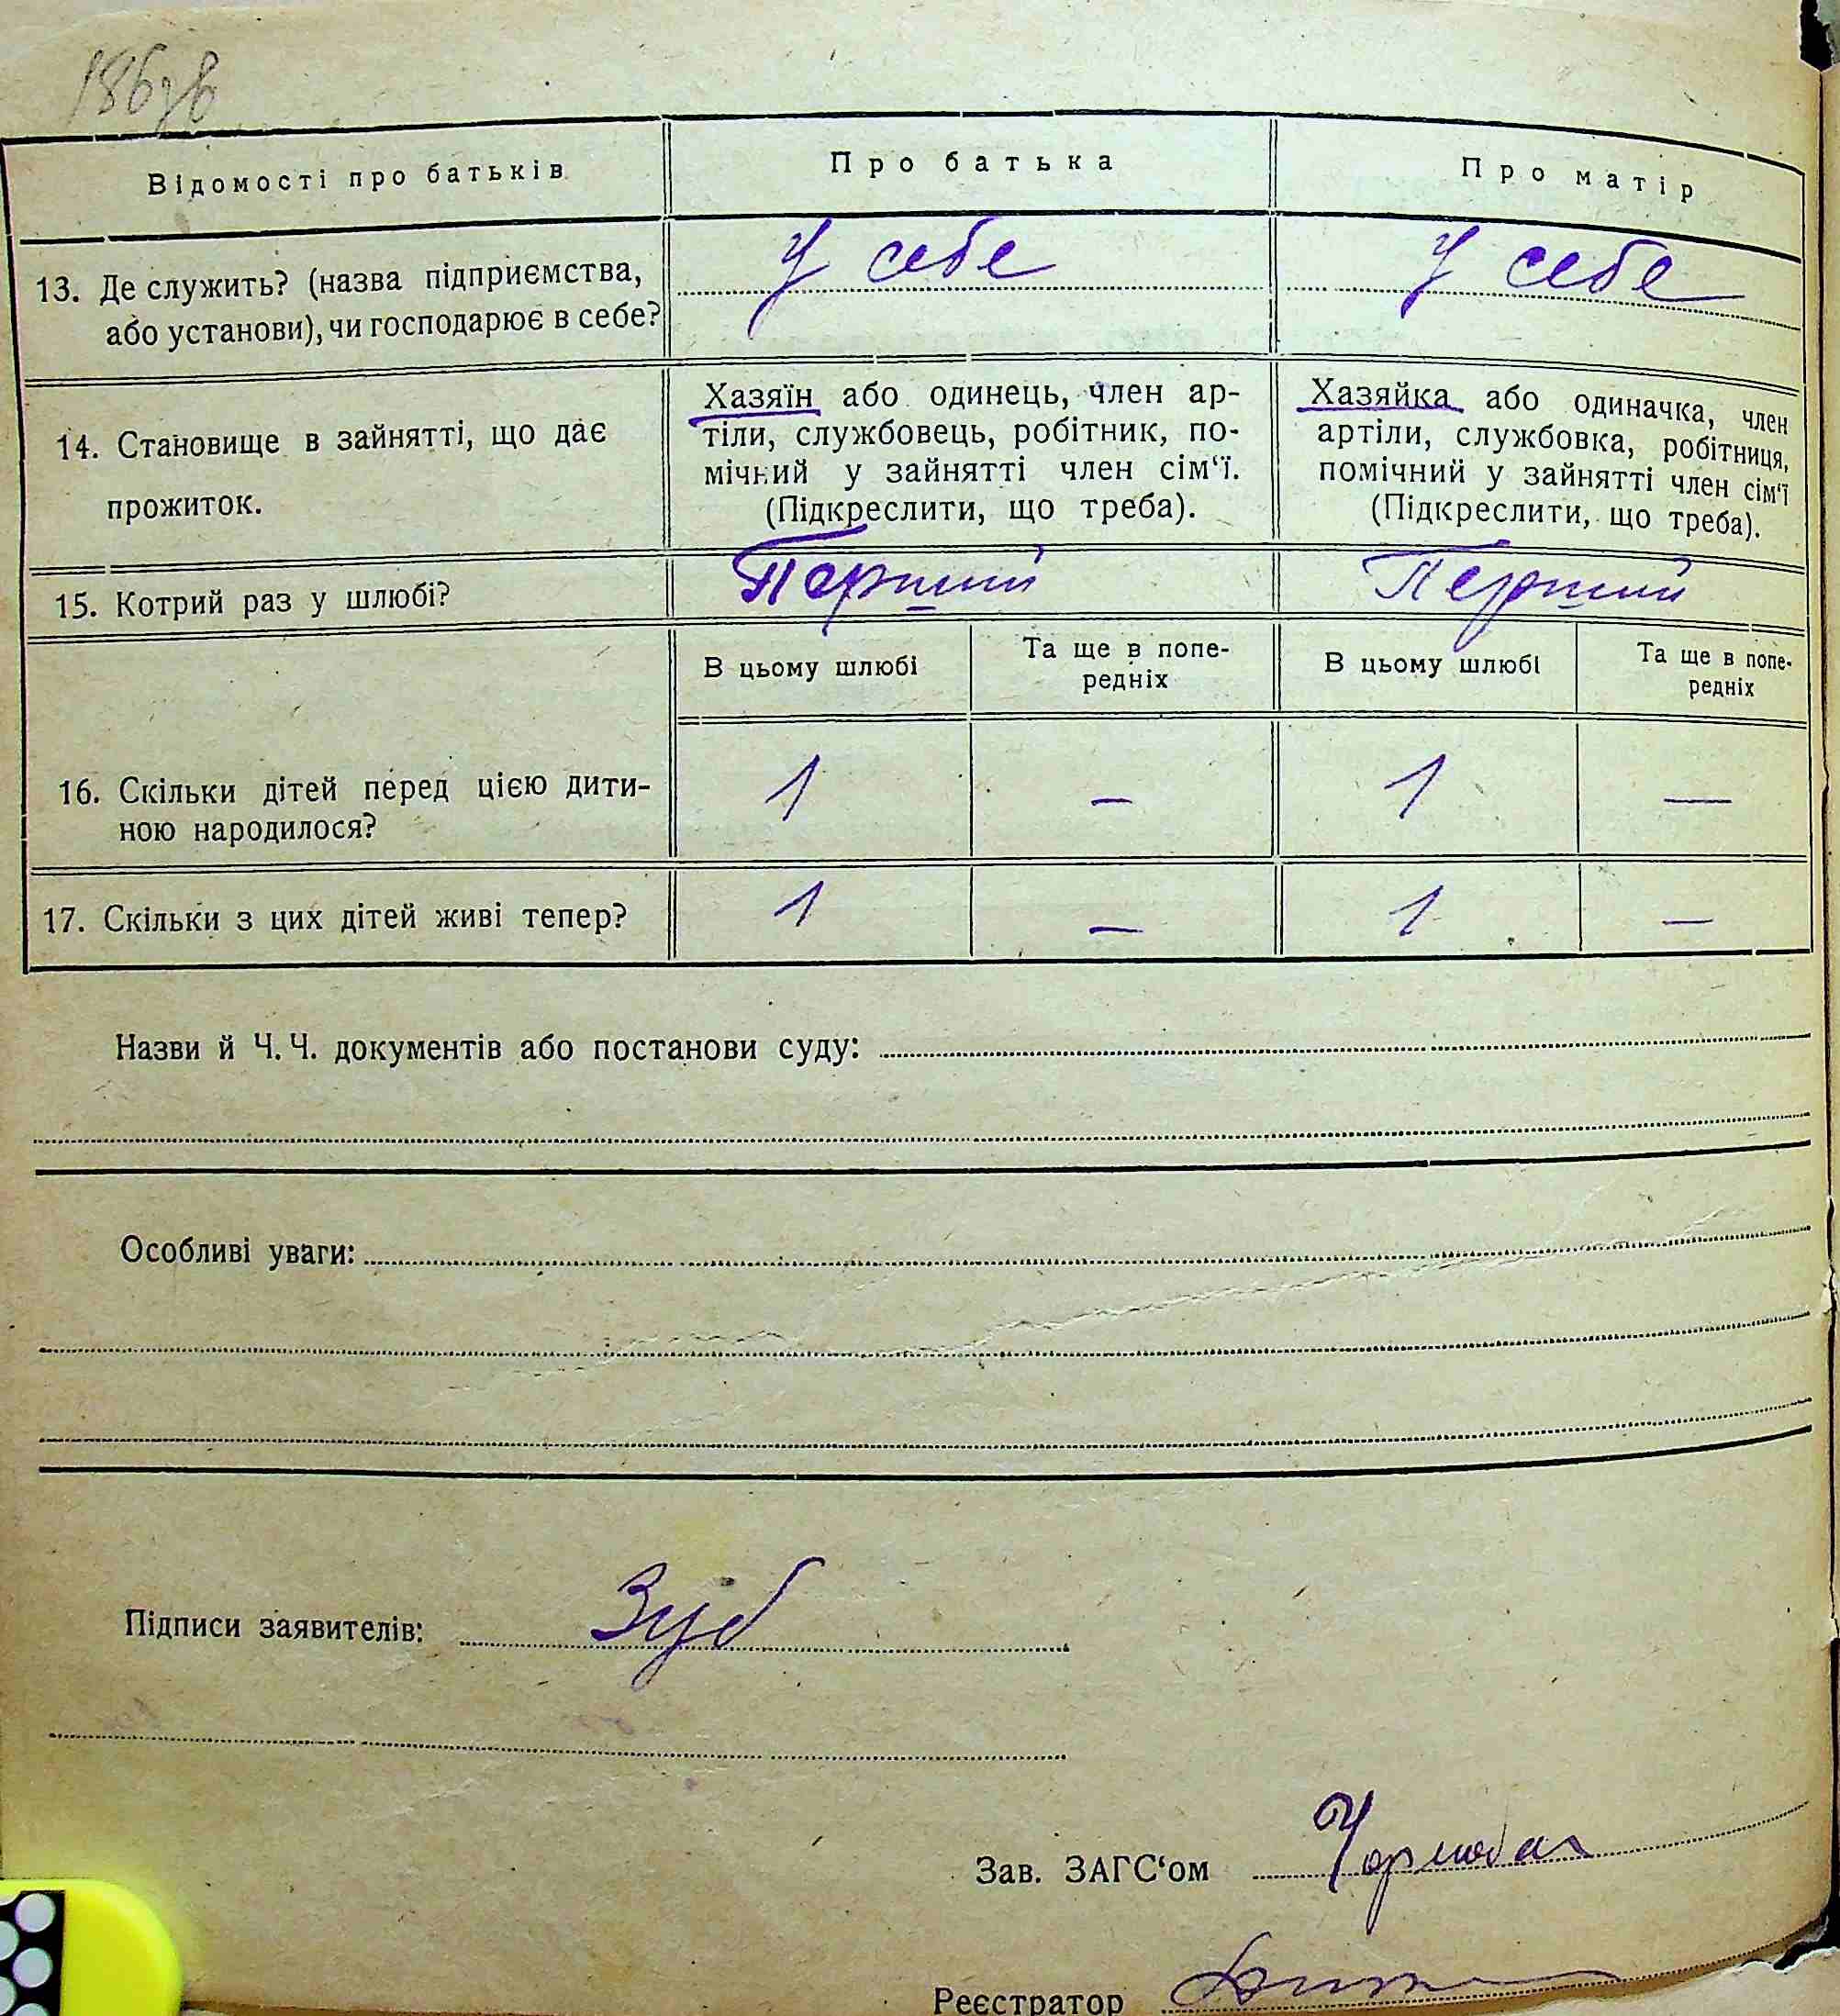 Відомості про батьків
Про батька
Про матір
13. Де служить? (назва підприємства,
або установи), чи господарює в себе?
У себе
У себе
14. Становище в зайнятті, що дає
прожиток.
Хазяїн або одинець, член ар-
тіли, службовець, робітник, по-
мічний у зайнятті член сім‘ї.
(Підкреслити, що треба).
Хазяйка або одиначка, член
артіли, службовка, робітниця,
помічний у зайнятті член сім‘ї
(Підкреслити, що треба).
15. Котрий раз у шлюбі?
Перший
Перший
В цьому шлюбі
Та ще в попе-
редніх
В цьому шлюбі
Та ще в попе-
редніх
16. Скільки дітей перед цією дити-
ною народилося?
1
—
1
—
17. Скільки з цих дітей живі тепер?
1
—
1
—
Назви й Ч. Ч. документів або постанови суду:
Особливі уваги:
Підписи заявителів: Зуб
Зав. ЗАГС‘ом
Реєстратор